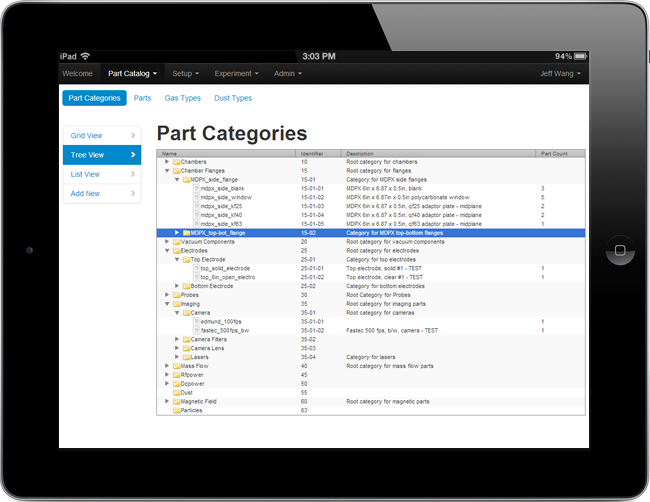 iPad 3:03 PM 94%
Welcome Part Catalog Setup Experiment Admin Jeff Wang
Part Categories Parts Gas Types Dust Types
Grid View
Tree View
List View
Add New
Part Categories
Name Identifier Description Part Count
Chambers 10 Root category for chambers
Chamber Flanges 15 Root category for flanges
MDPX_side_flange 15-01 Category for MDPX side flanges
mdpx_side_blank 15-01-01 MDPX 6in x 6.87 x 0.5in, blank 3
mdpx_side_window 15-01-02 MDPX 6in x 6.87in x 0.5in polycarbonate window 5
mdpx_side_kf25 15-01-03 MDPX 6in x 6.87 x 0.5in, qf25 adaptor plate - midplane 2
mdpx_side_kf40 15-01-04 MDPX 6in x 6.87 x 0.5in, qf40 adaptor plate - midplane 2
mdpx_side_kf63 15-01-05 MDPX 6in x 6.87 x 0.5in, qf63 adaptor plate - midplane 1
MDPX_top-bot_flange 15-02 Category for MDPX top-bottom flanges
Vacuum Components 20 Root category for vacuum components
Electrodes 25 Root category for electrodes
Top Electrode 25-01 Category for top electrodes
top_solid_electrode 25-01-01 Top electrode, solid #1 - TEST 1
top_6in_open_electro 25-01-02 Top electrode, clear #1 - TEST 1
Bottom Electrode 25-02 Category for bottom electrodes
Probes 30 Root Category for Probes
Imaging 35 Root category for imaging parts
Camera 35-01 Root category for cameras
edmund_100fps 35-01-01 1
fastec_500fps_bw 35-01-02 Fastec 500 fps, b/w, camera - TEST 1
Camera Filters 35-02
Camera Lens 35-03
Lasers 35-04 Category for lasers
Mass Flow 40 Root category for mass flow parts
Rfpower 45
Dcpower 50
Dust 55
Magnetic Field 60 Root category for magnetic parts
Particles 63